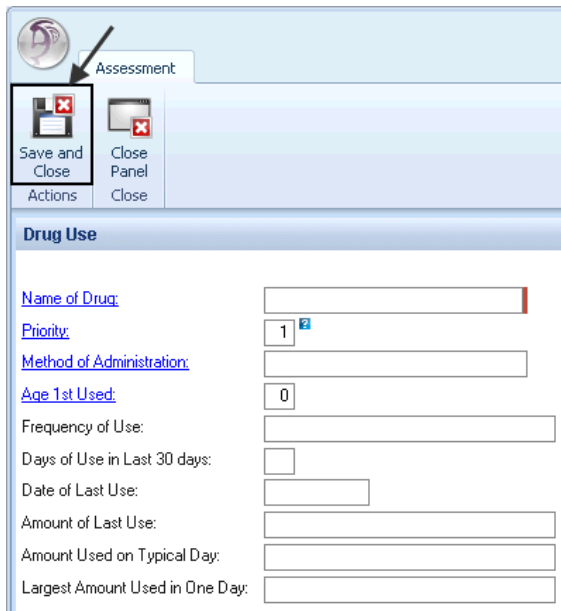 Assessment
Save and
Close
Close
Panel
Actions
Close
Drug Use
Name of Drug:
Priority: 1 ?
Method of Administration:
Age 1st Used: 0
Frequency of Use:
Days of Use in Last 30 days:
Date of Last Use:
Amount of Last Use:
Amount Used on Typical Day:
Largest Amount Used in One Day: